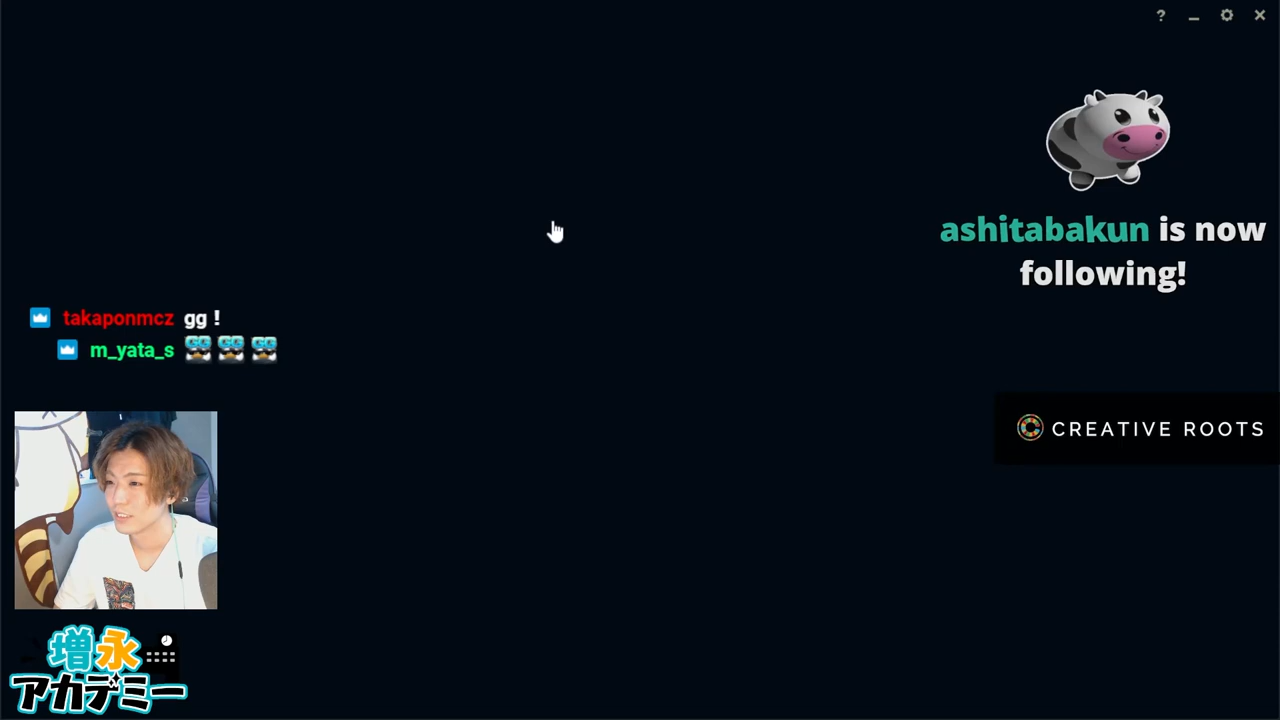 ?
ashitabakun is now
following!
takaponmcz gg !
m_yata_s
CREATIVE ROOTS
増永
アカデミー